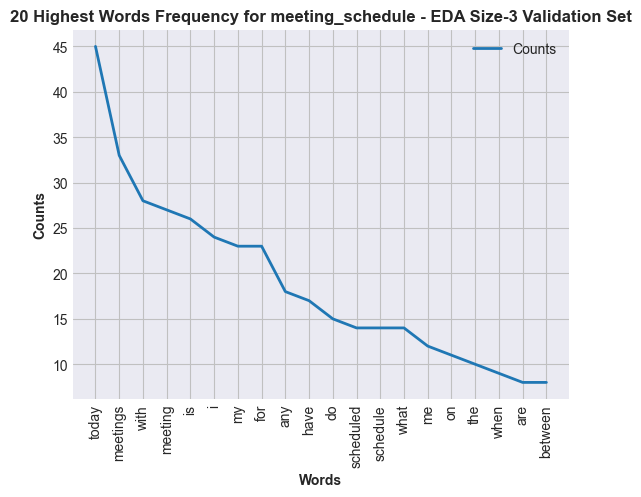 20 Highest Words Frequency for meeting_schedule - EDA Size-3 Validation Set
Counts
45
40
35
30
25
20
15
10
Counts
today
meetings
with
meeting
is
i
my
for
any
have
do
scheduled
schedule
what
me
on
the
when
are
between
Words